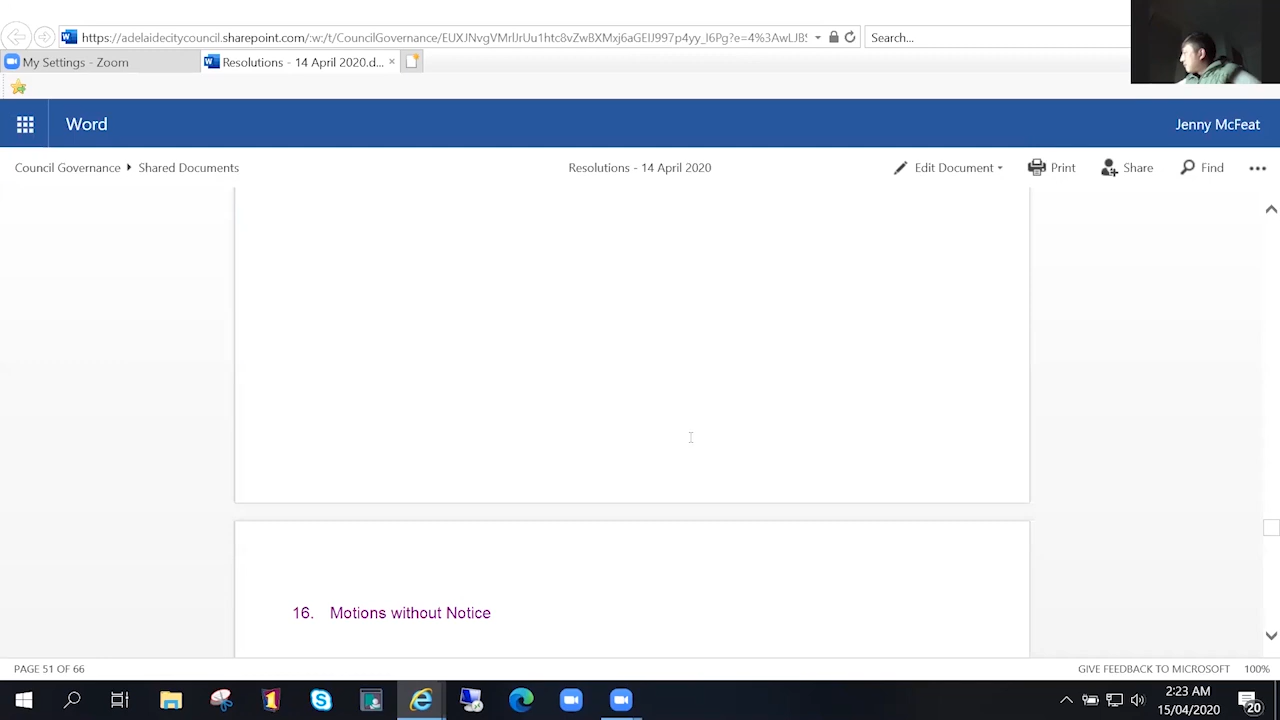 https://adelaidecitycouncil.sharepoint.com/:w:/t/CouncilGovernance/ Search...
My Settings - Zoom Resolutions - 14 April 2020.d...
Word Jenny McFeat
Council Governance Shared Documents Resolutions - 14 April 2020 Edit Document Print Share Find
16. Motions without Notice
PAGE 51 OF 66 GIVE FEEDBACK TO MICROSOFT 100%
2:23 AM
15/04/2020
20